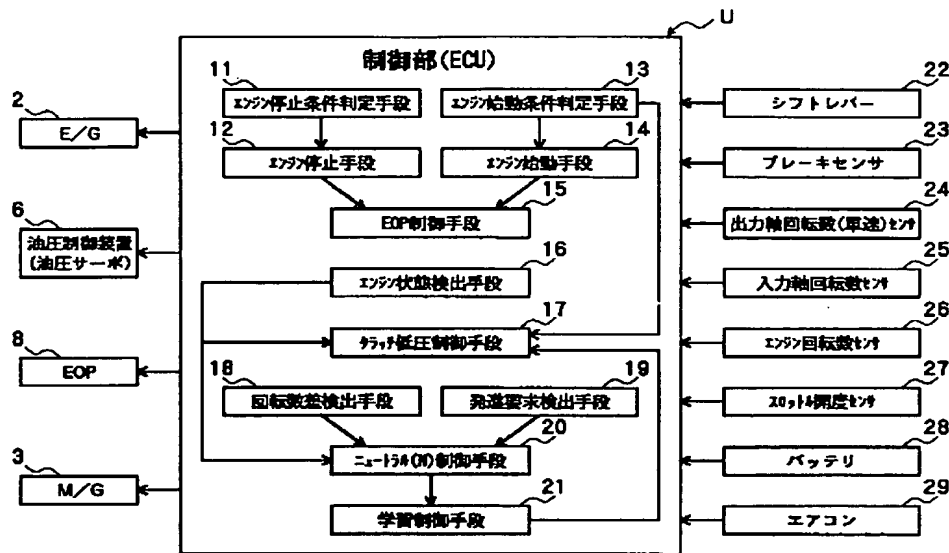 U
制御部(ECU)
11
エンジン停止条件判定手段
13
エンジン始動条件判定手段
12
エンジン停止手段
14
エンジン始動手段
15
EOP制御手段
16
エンジン状態検出手段
17
クラッチ低圧制御手段
18
回転数差検出手段
19
発進要求検出手段
20
ニュートラル(N)制御手段
21
学習制御手段
2
E/G
6
油圧制御装置
(油圧サーボ)
8
EOP
3
M/G
22
シフトレバー
23
ブレーキセンサ
24
出力軸回転数(車速)センサ
25
入力軸回転数センサ
26
エンジン回転数センサ
27
スロットル開度センサ
28
バッテリ
29
エアコン